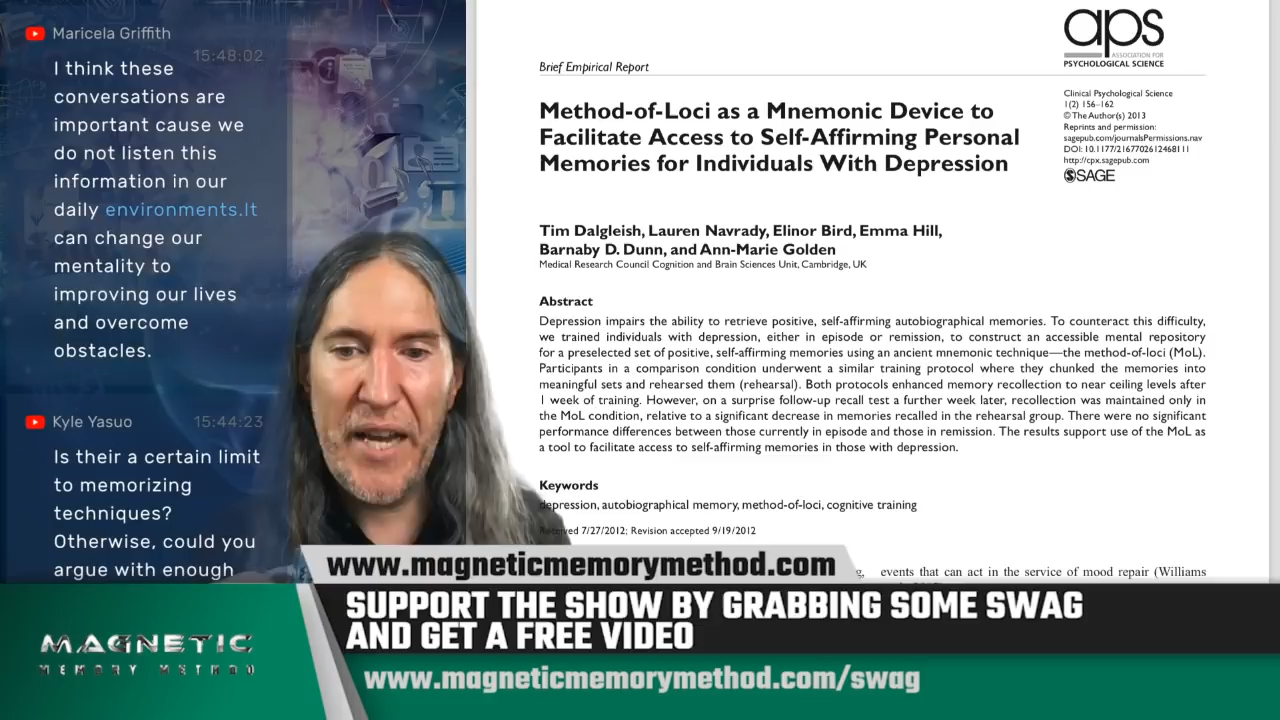 Maricela Griffith
15:48:02
I think these
conversations are
important cause we
do not listen this
information in our
daily environments.It
can change our
mentality to
improving our lives
and overcome
obstacles.
Kyle Yasuo
15:44:23
Is their a certain limit
to memorizing
techniques?
Otherwise, could you
argue with enough
aps
ASSOCIATION FOR
PSYCHOLOGICAL SCIENCE
Brief Empirical Report
Clinical Psychological Science
1(2) 156–162
© The Author(s) 2013
Reprints and permission:
sagepub.com/journalsPermissions.nav
DOI: 10.1177/2167702612468111
http://cpx.sagepub.com
SAGE
Method-of-Loci as a Mnemonic Device to
Facilitate Access to Self-Affirming Personal
Memories for Individuals With Depression
Tim Dalgleish, Lauren Navrady, Elinor Bird, Emma Hill,
Barnaby D. Dunn, and Ann-Marie Golden
Medical Research Council Cognition and Brain Sciences Unit, Cambridge, UK
Abstract
Depression impairs the ability to retrieve positive, self-affirming autobiographical memories. To counteract this difficulty,
we trained individuals with depression, either in episode or remission, to construct an accessible mental repository
for a preselected set of positive, self-affirming memories using an ancient mnemonic technique—the method-of-loci (MoL).
Participants in a comparison condition underwent a similar training protocol where they chunked the memories into
meaningful sets and rehearsed them (rehearsal). Both protocols enhanced memory recollection to near ceiling levels after
1 week of training. However, on a surprise follow-up recall test a further week later, recollection was maintained only in
the MoL condition, relative to a significant decrease in memories recalled in the rehearsal group. There were no significant
performance differences between those currently in episode and those in remission. The results support use of the MoL as
a tool to facilitate access to self-affirming memories in those with depression.
Keywords
depression, autobiographical memory, method-of-loci, cognitive training
Received 7/27/2012; Revision accepted 9/19/2012
events that can act in the service of mood repair (Williams
www.magneticmemorymethod.com
SUPPORT THE SHOW BY GRABBING SOME SWAG
AND GET A FREE VIDEO
www.magneticmemorymethod.com/swag
MAGNETIC
MEMORY METHOD